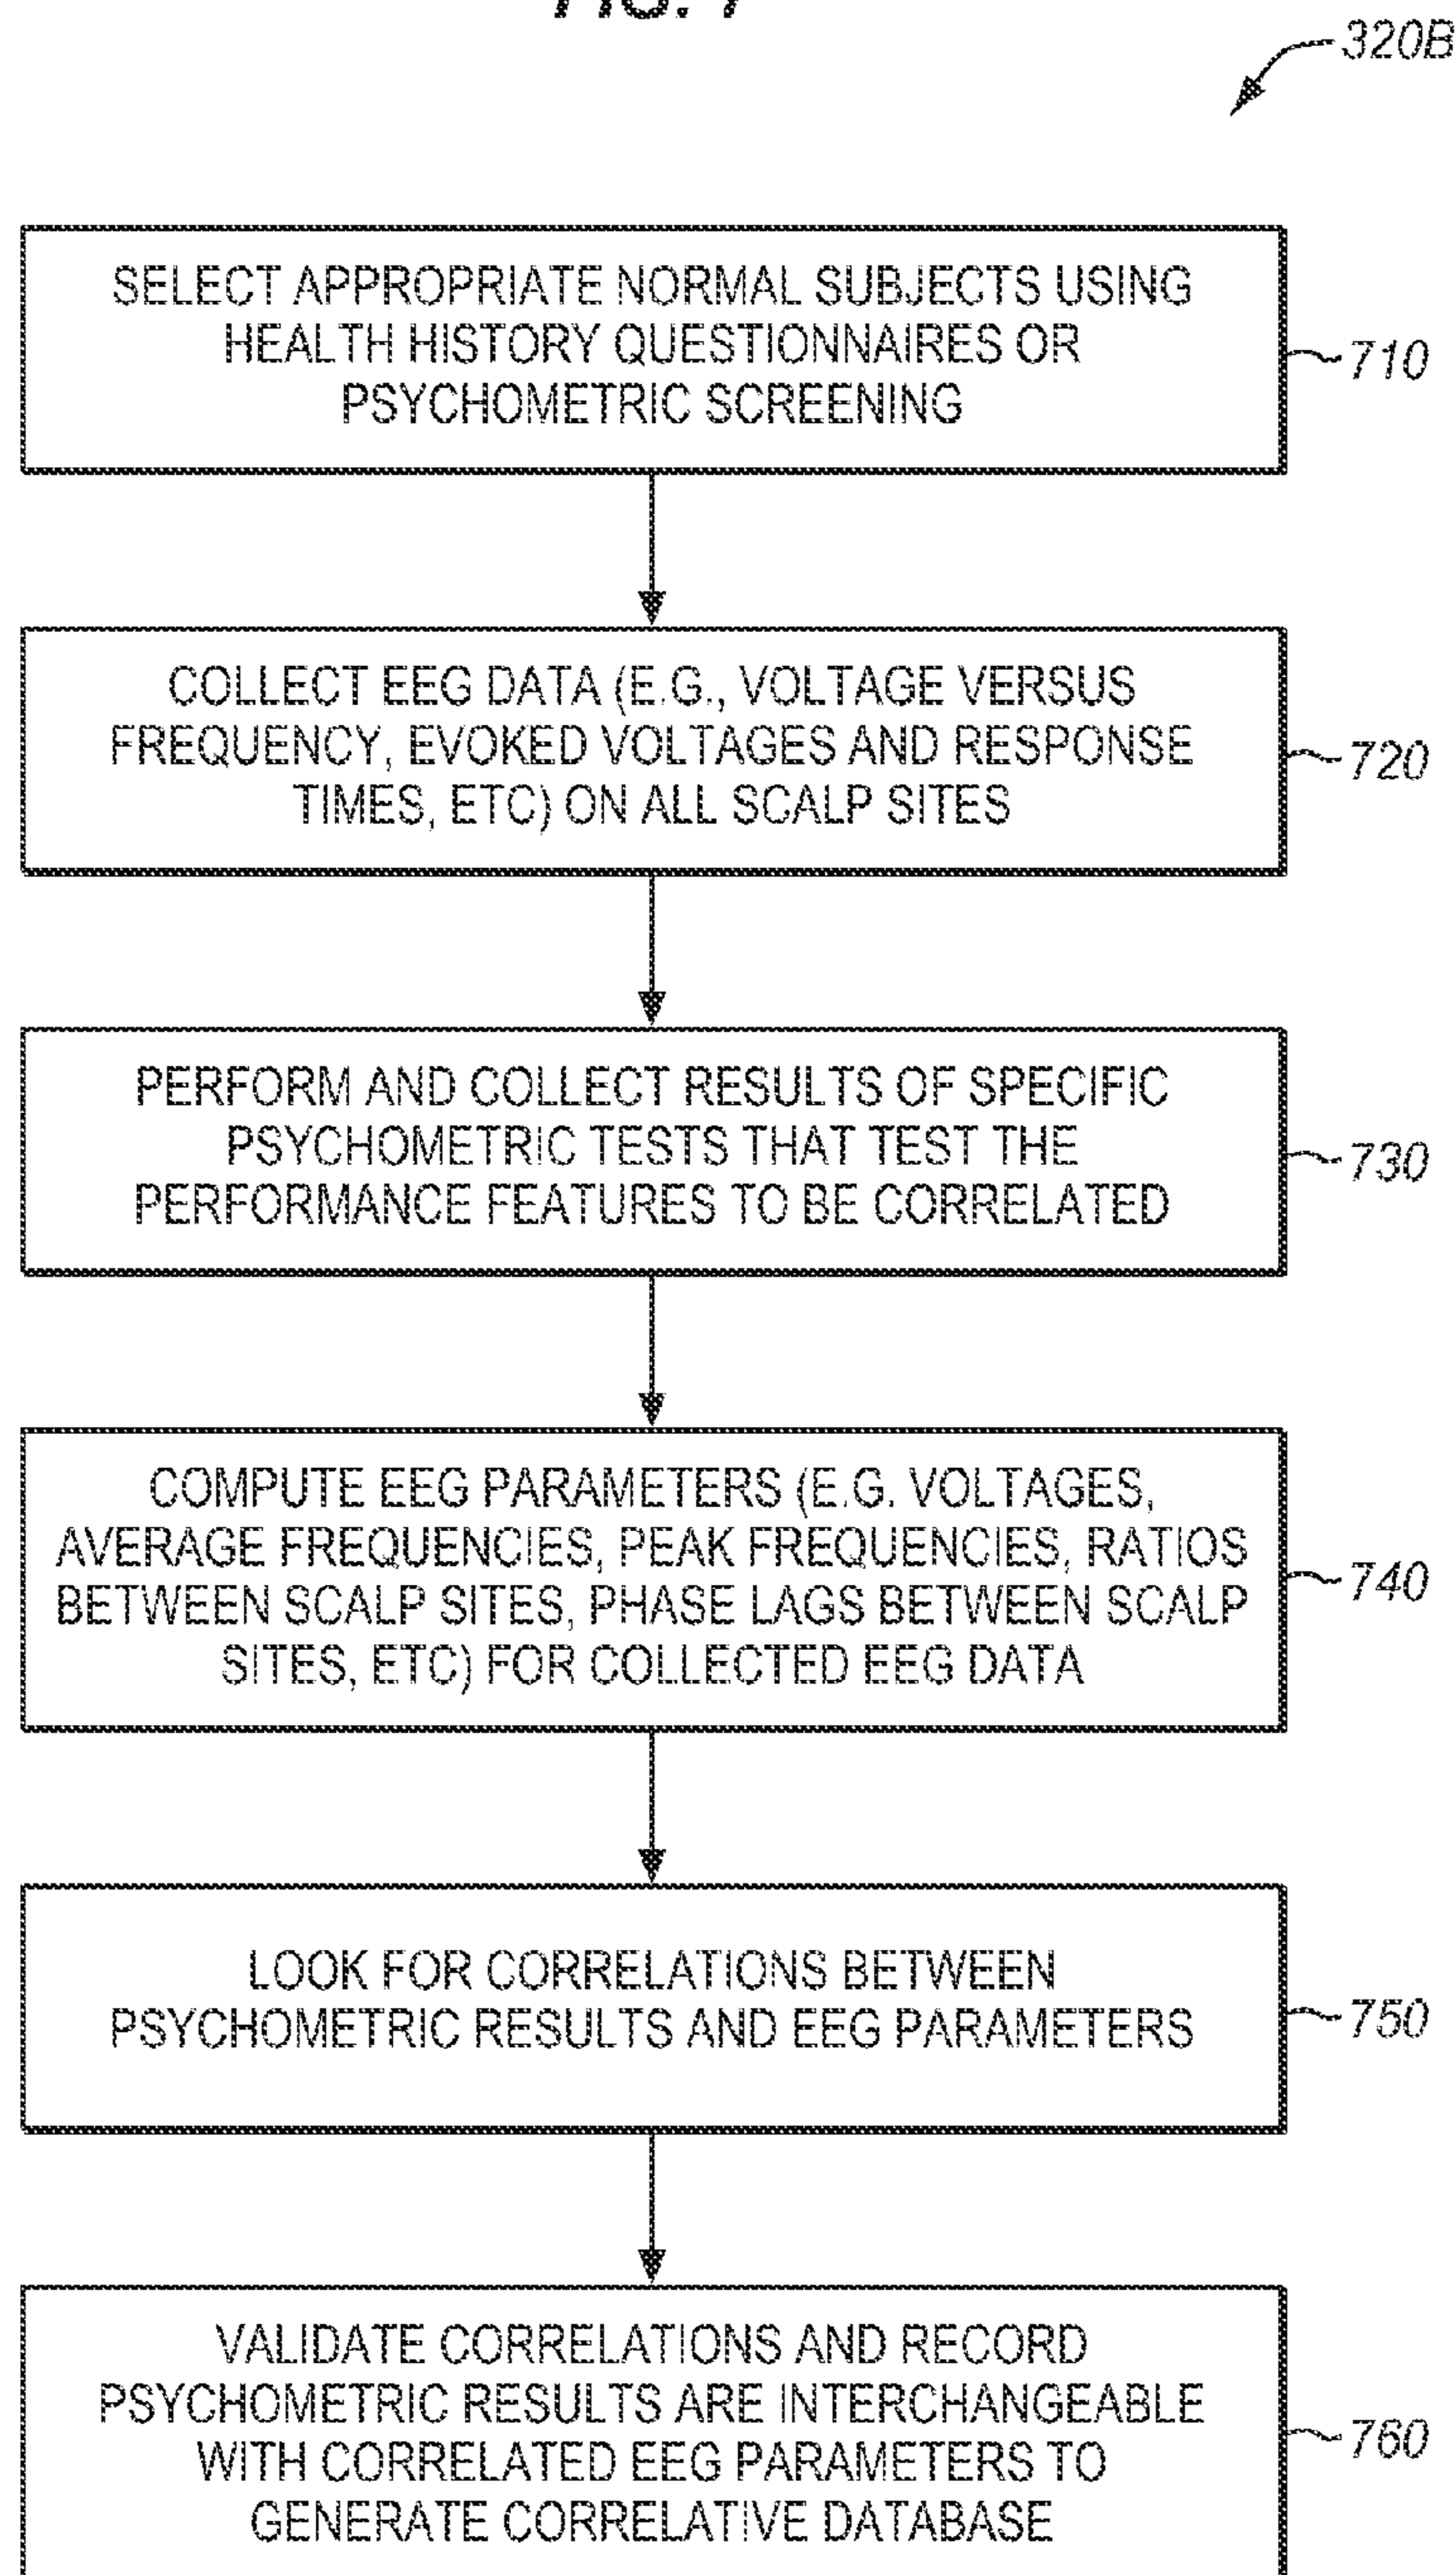 FIG. 7
320B
SELECT APPROPRIATE NORMAL SUBJECTS USING
HEALTH HISTORY QUESTIONNAIRES OR
PSYCHOMETRIC SCREENING
710
COLLECT EEG DATA (E.G., VOLTAGE VERSUS
FREQUENCY, EVOKED VOLTAGES AND RESPONSE
TIMES, ETC) ON ALL SCALP SITES
720
PERFORM AND COLLECT RESULTS OF SPECIFIC
PSYCHOMETRIC TESTS THAT TEST THE
PERFORMANCE FEATURES TO BE CORRELATED
730
COMPUTE EEG PARAMETERS (E.G. VOLTAGES,
AVERAGE FREQUENCIES, PEAK FREQUENCIES, RATIOS
BETWEEN SCALP SITES, PHASE LAGS BETWEEN SCALP
SITES, ETC) FOR COLLECTED EEG DATA
740
LOOK FOR CORRELATIONS BETWEEN
PSYCHOMETRIC RESULTS AND EEG PARAMETERS
750
VALIDATE CORRELATIONS AND RECORD
PSYCHOMETRIC RESULTS ARE INTERCHANGEABLE
WITH CORRELATED EEG PARAMETERS TO
GENERATE CORRELATIVE DATABASE
760